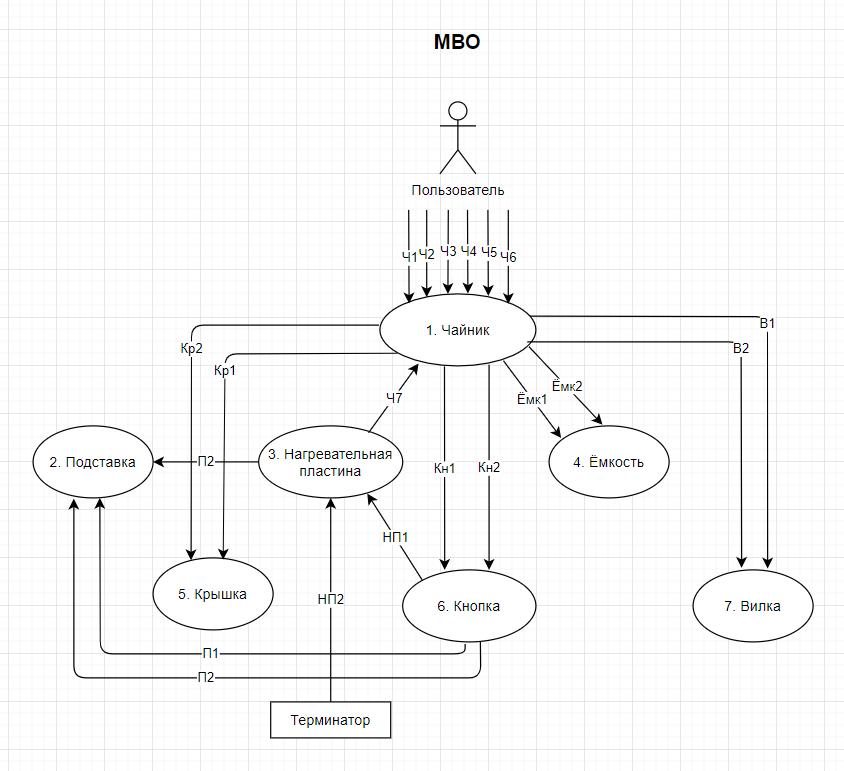 МВО
Пользователь
Ч1
Ч2
Ч3
Ч4
Ч5
Ч6
1. Чайник
В1
Кр2
В2
Кр1
Ёмк2
Ч7
Ёмк1
2. Подставка
П2
3. Нагревательная
пластина
Кн1
Кн2
4. Ёмкость
НП1
5. Крышка
НП2
6. Кнопка
7. Вилка
П1
П2
Терминатор